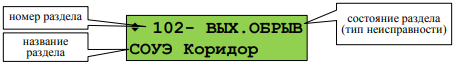 номер раздела
название
раздела
♦ 102- ВЫХ.ОБРЫВ
СОУЭ Коридор
состояние раздела
(тип неисправности)